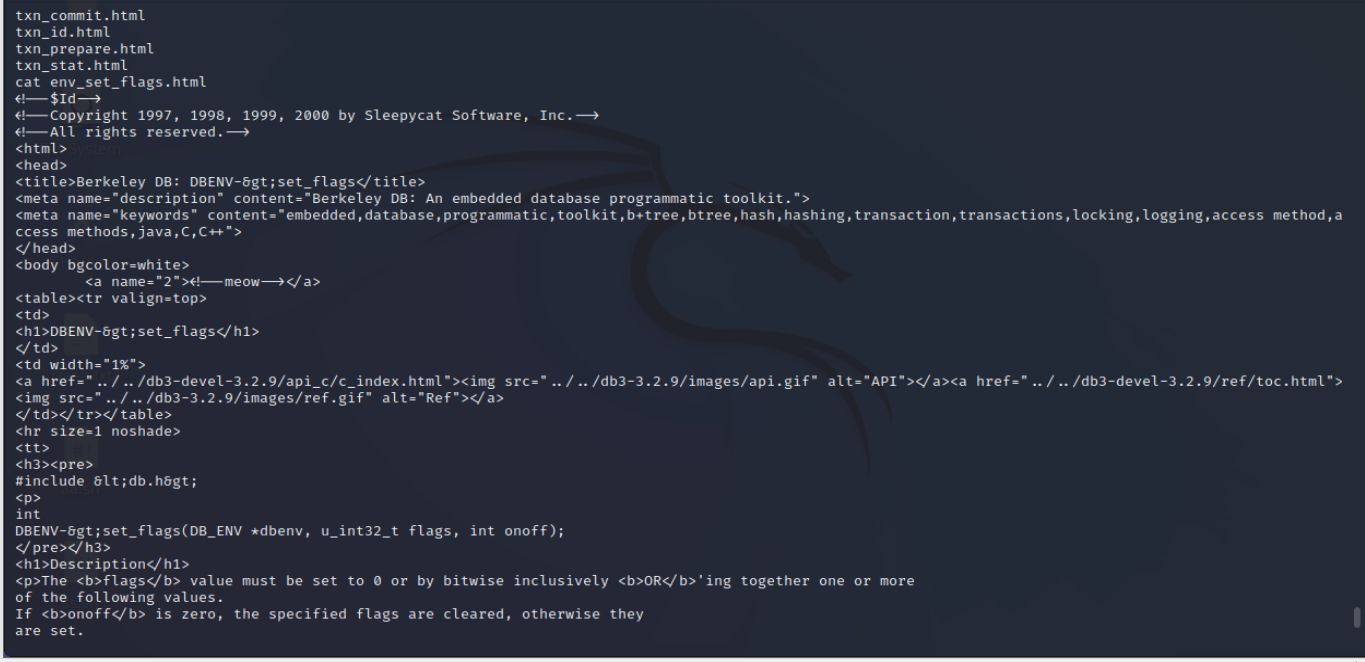 txn_commit.html
txn_id.html
txn_prepare.html
txn_stat.html
cat env_set_flags.html
<!--$Id-->
<!--Copyright 1997, 1998, 1999, 2000 by Sleepycat Software, Inc.-->
<!--All rights reserved.-->
<html>
<head>
<title>Berkeley DB: DBENV-&gt;set_flags</title>
<meta name="description" content="Berkeley DB: An embedded database programmatic toolkit.">
<meta name="keywords" content="embedded,database,programmatic,toolkit,b+tree,btree,hash,hashing,transaction,transactions,locking,logging,access method,a
ccess methods,java,C,C++">
</head>
<body bgcolor=white>
        <a name="2"><!--meow--></a>
<table><tr valign=top>
<td>
<h1>DBENV-&gt;set_flags</h1>
</td>
<td width="1%">
<a href="../../db3-devel-3.2.9/api_c/c_index.html"><img src="../../db3-3.2.9/images/api.gif" alt="API"></a><a href="../../db3-devel-3.2.9/ref/toc.html">
<img src="../../db3-3.2.9/images/ref.gif" alt="Ref"></a>
</td></tr></table>
<hr size=1 noshade>
<tt>
<h3><pre>
#include &lt;db.h&gt;
<p>
int
DBENV-&gt;set_flags(DB_ENV *dbenv, u_int32_t flags, int onoff);
</pre></h3>
<h1>Description</h1>
<p>The <b>flags</b> value must be set to 0 or by bitwise inclusively <b>OR</b>'ing together one or more
of the following values.
If <b>onoff</b> is zero, the specified flags are cleared, otherwise they
are set.